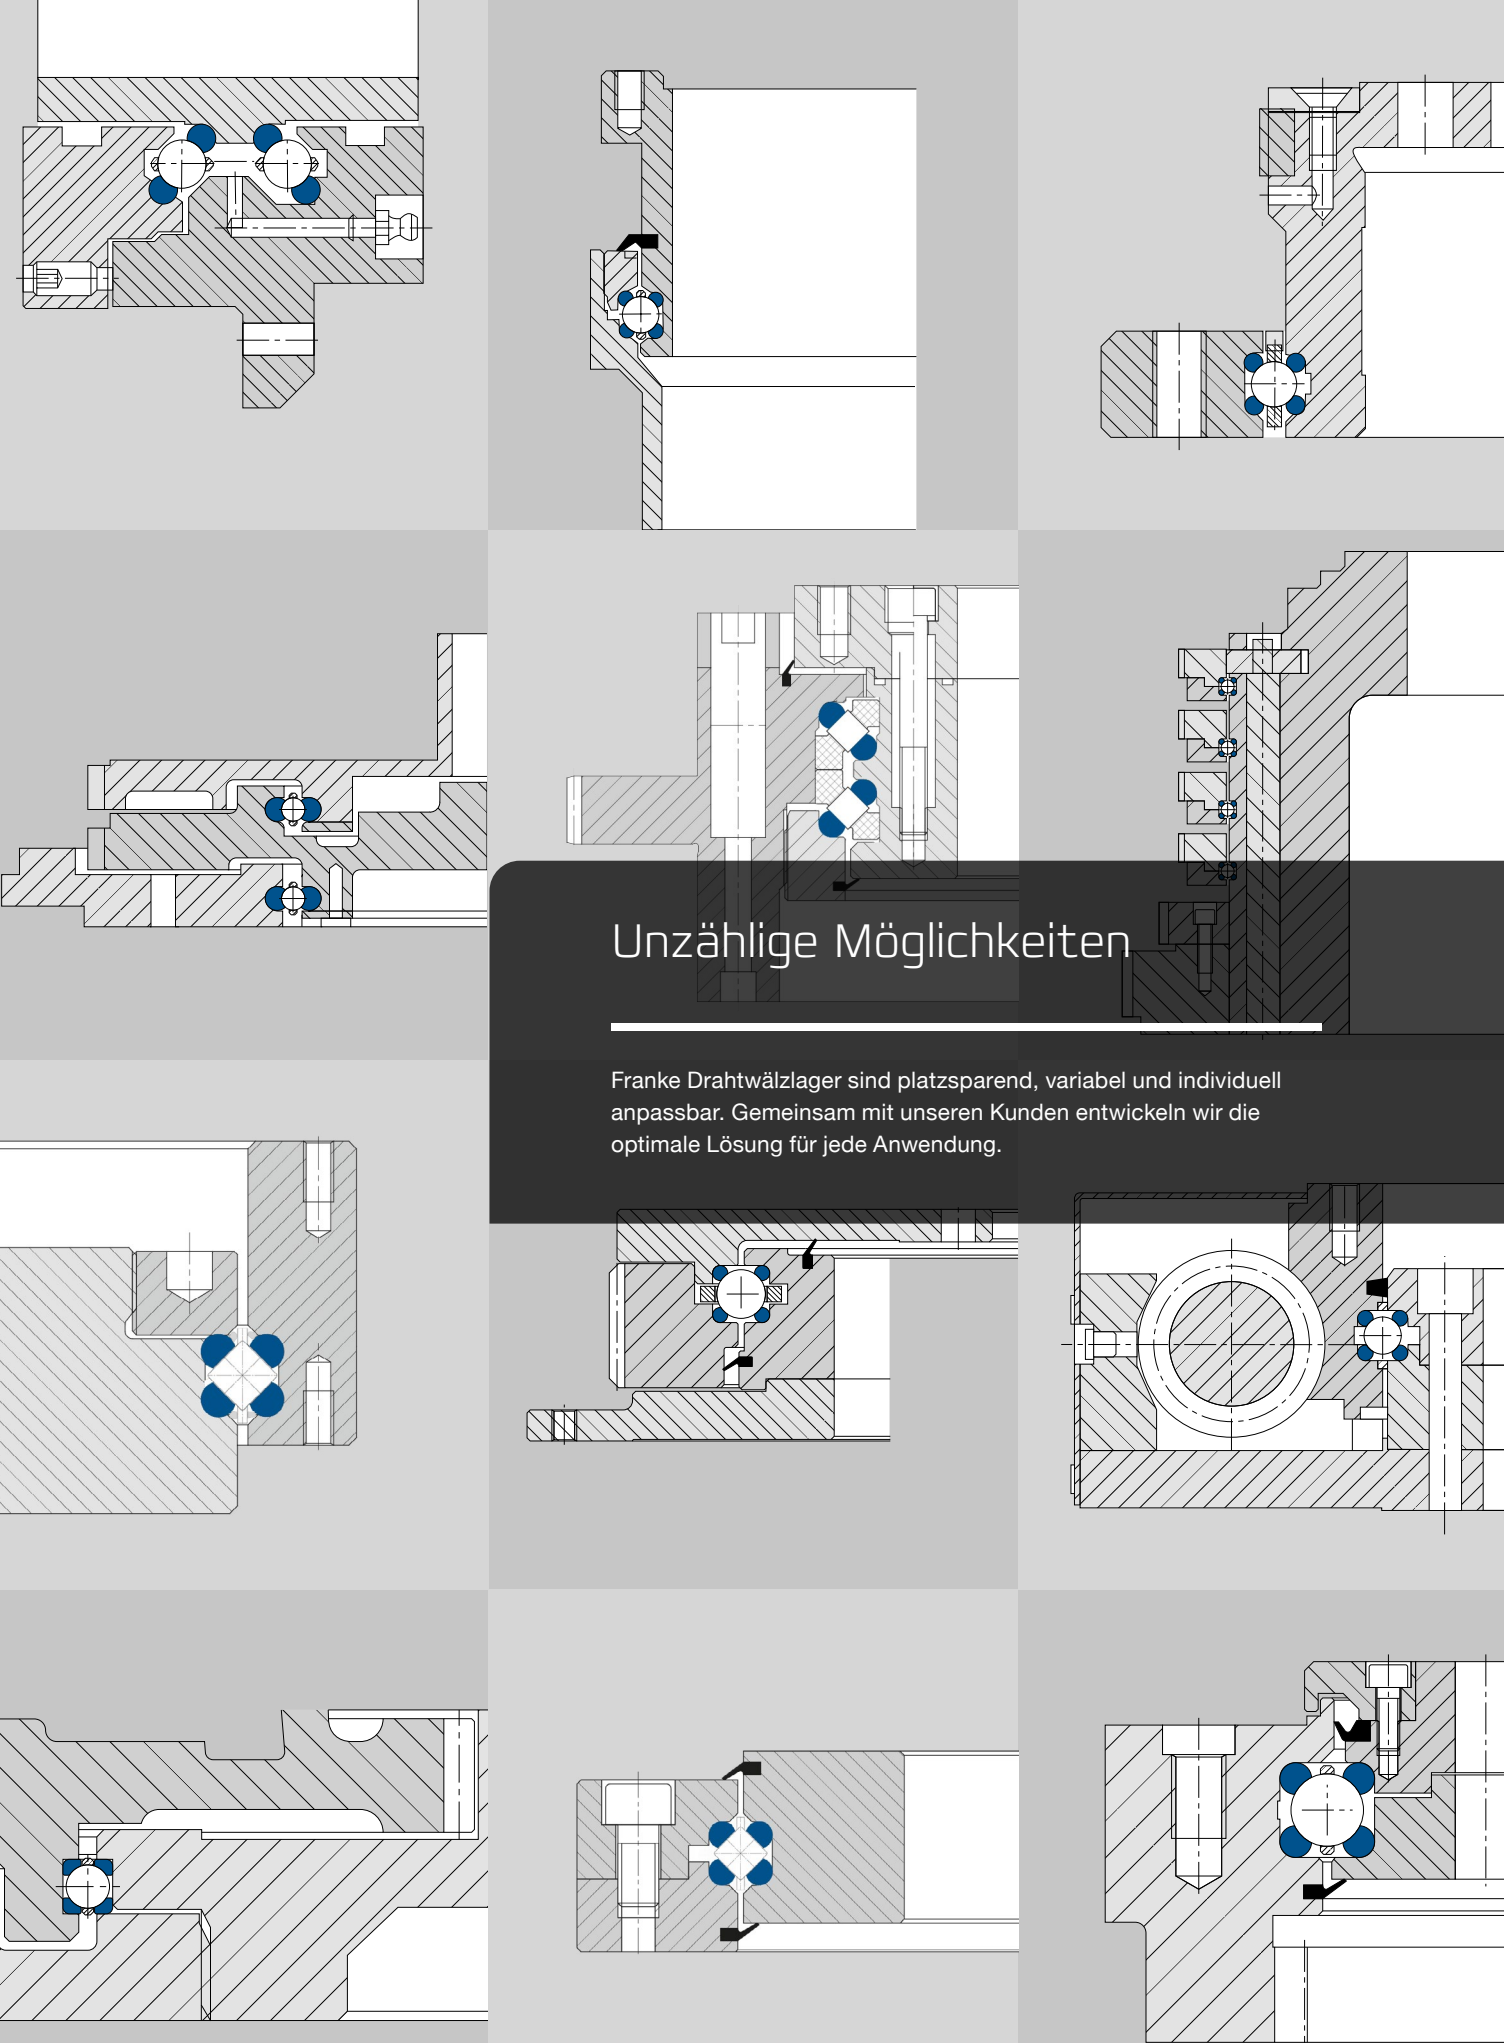 Unzählige Möglichkeiten
Franke Drahtwälzlager sind platzsparend, variabel und individuell
anpassbar. Gemeinsam mit unseren Kunden entwickeln wir die
optimale Lösung für jede Anwendung.